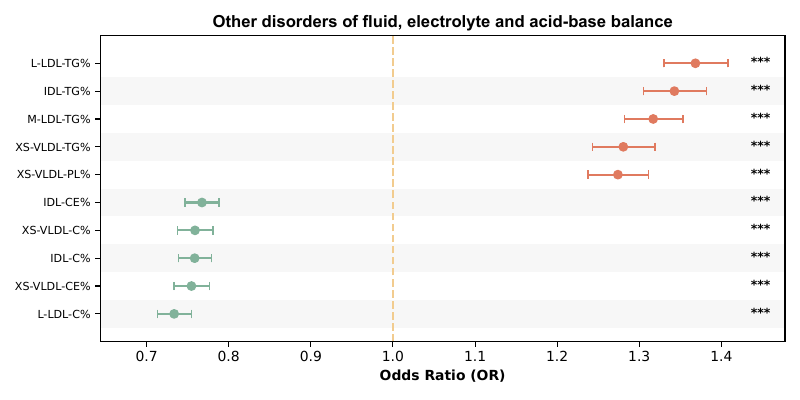 Other disorders of fluid, electrolyte and acid-base balance
L-LDL-TG% ***
IDL-TG% ***
M-LDL-TG% ***
XS-VLDL-TG% ***
XS-VLDL-PL% ***
IDL-CE% ***
XS-VLDL-C% ***
IDL-C% ***
XS-VLDL-CE% ***
L-LDL-C% ***
0.7 0.8 0.9 1.0 1.1 1.2 1.3 1.4
Odds Ratio (OR)